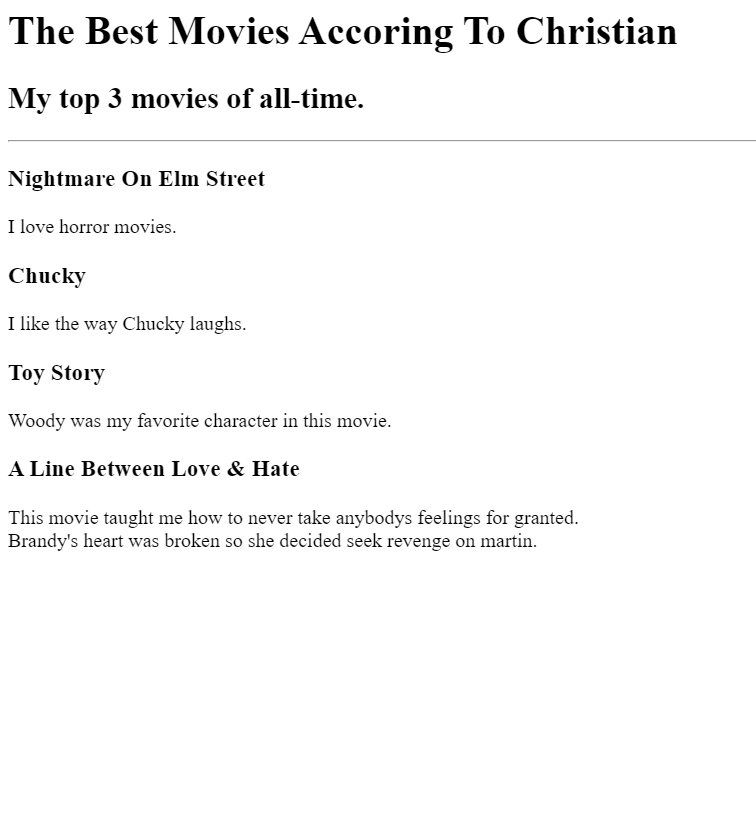 The Best Movies Accoring To Christian
My top 3 movies of all-time.
Nightmare On Elm Street
I love horror movies.
Chucky
I like the way Chucky laughs.
Toy Story
Woody was my favorite character in this movie.
A Line Between Love & Hate
This movie taught me how to never take anybodys feelings for granted.
Brandy's heart was broken so she decided seek revenge on martin.